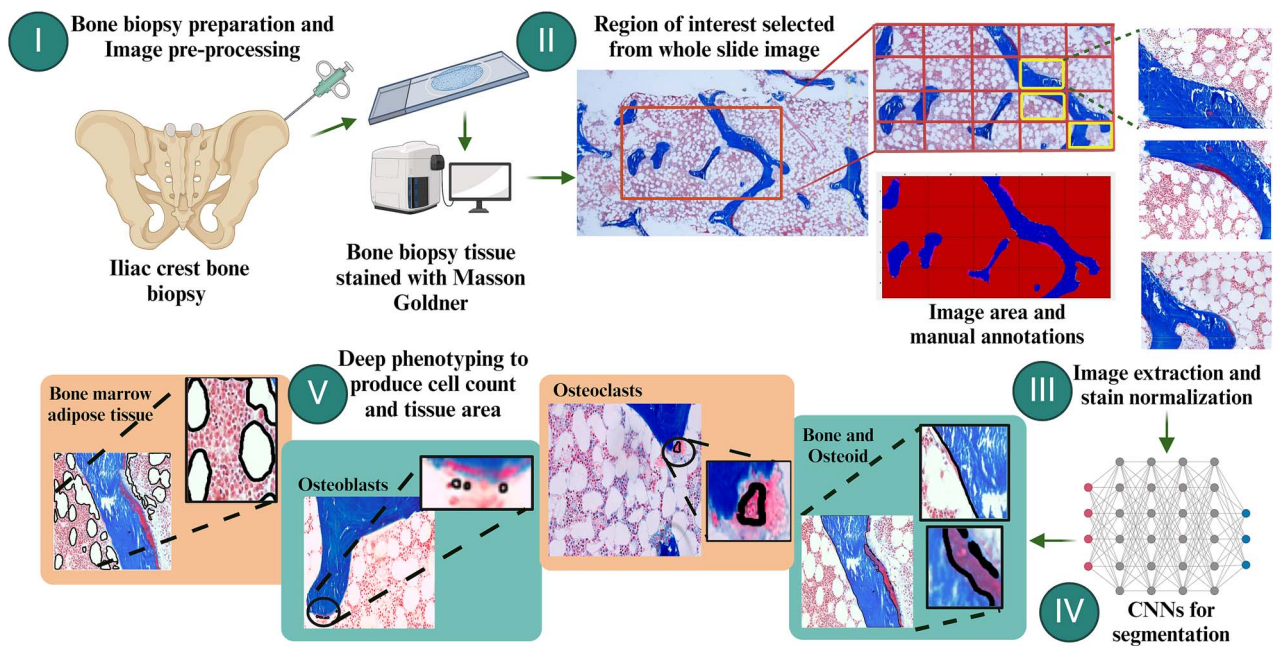 I
Bone biopsy preparation and
Image pre-processing
Iliac crest bone
biopsy
Bone biopsy tissue
stained with Masson
Goldner
II
Region of interest selected
from whole slide image
Image area and
manual annotations
III
Image extraction and
stain normalization
IV
CNNs for
segmentation
V
Deep phenotyping to
produce cell count
and tissue area
Bone marrow
adipose tissue
Osteoblasts
Osteoclasts
Bone and
Osteoid